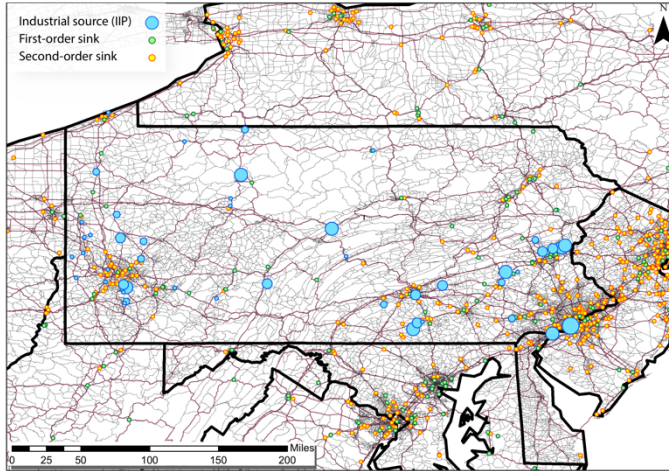 Industrial source (IIP)
First-order sink
Second-order sink
N
Miles
0 25 50 100 150 200